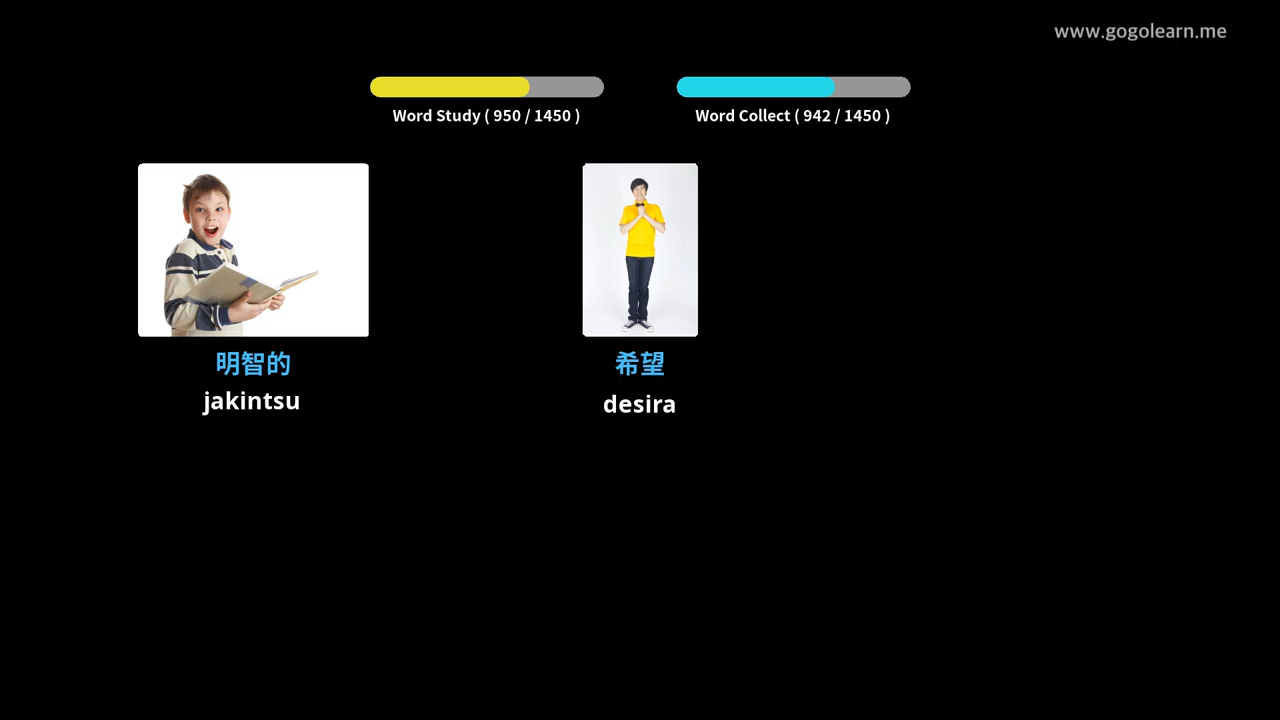 www.gogolearn.me
Word Study ( 950 / 1450 )
Word Collect ( 942 / 1450 )
明智的
jakintsu
希望
desira